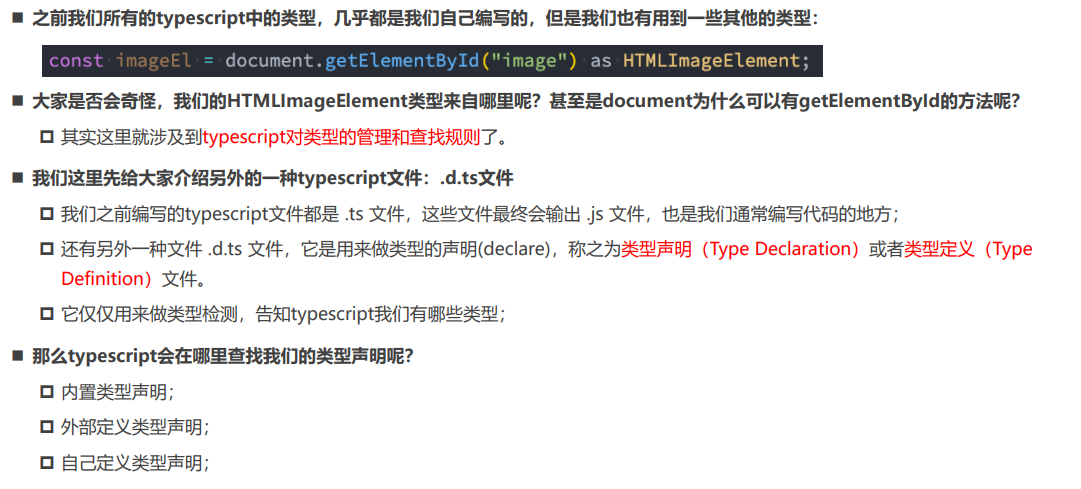 之前我们所有的typescript中的类型，几乎都是我们自己编写的，但是我们也有用到一些其他的类型：
const imageEl = document.getElementById("image") as HTMLImageElement;
大家是否会奇怪，我们的HTMLImageElement类型来自哪里呢？甚至是document为什么可以有getElementById的方法呢？
其实这里就涉及到typescript对类型的管理和查找规则了。
我们这里先给大家介绍另外的一种typescript文件：.d.ts文件
我们之前编写的typescript文件都是 .ts 文件，这些文件最终会输出 .js 文件，也是我们通常编写代码的地方；
还有另外一种文件 .d.ts 文件，它是用来做类型的声明(declare)，称之为类型声明（Type Declaration）或者类型定义（Type
Definition）文件。
它仅仅用来做类型检测，告知typescript我们有哪些类型；
那么typescript会在哪里查找我们的类型声明呢？
内置类型声明；
外部定义类型声明；
自己定义类型声明；